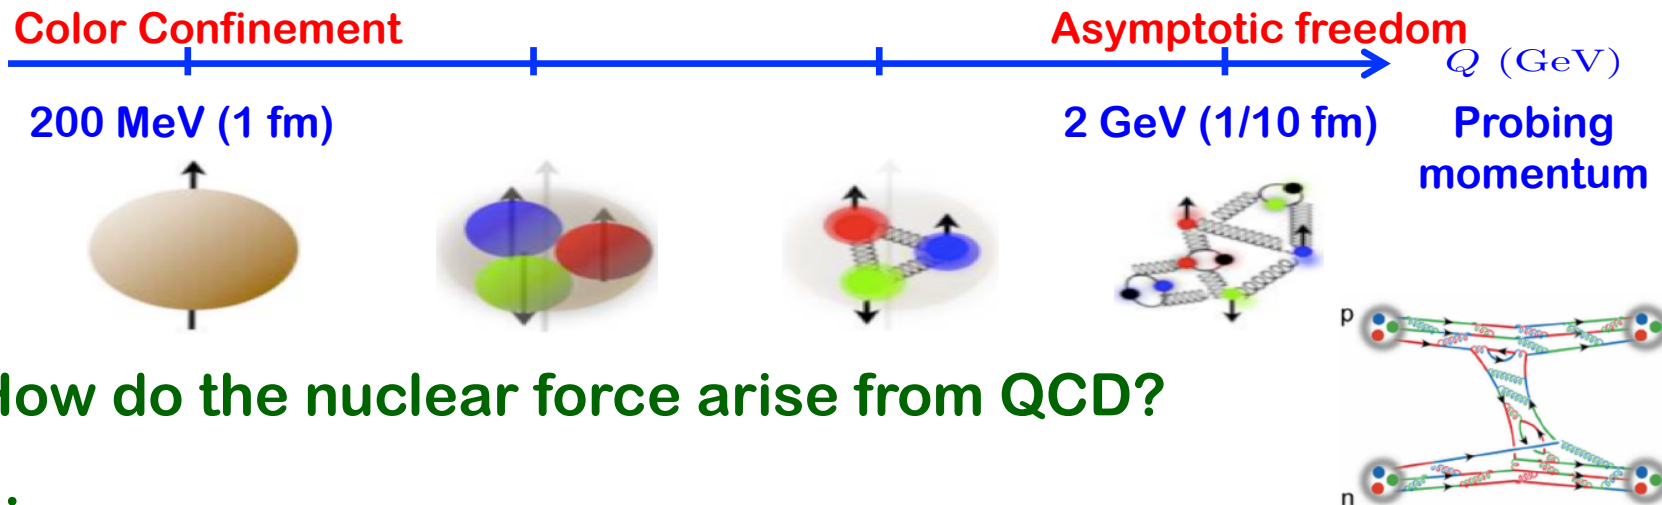 Color Confinement
Asymptotic freedom
Q (GeV)
200 MeV (1 fm)
2 GeV (1/10 fm)
Probing
momentum
p
How do the nuclear force arise from QCD?
n
.